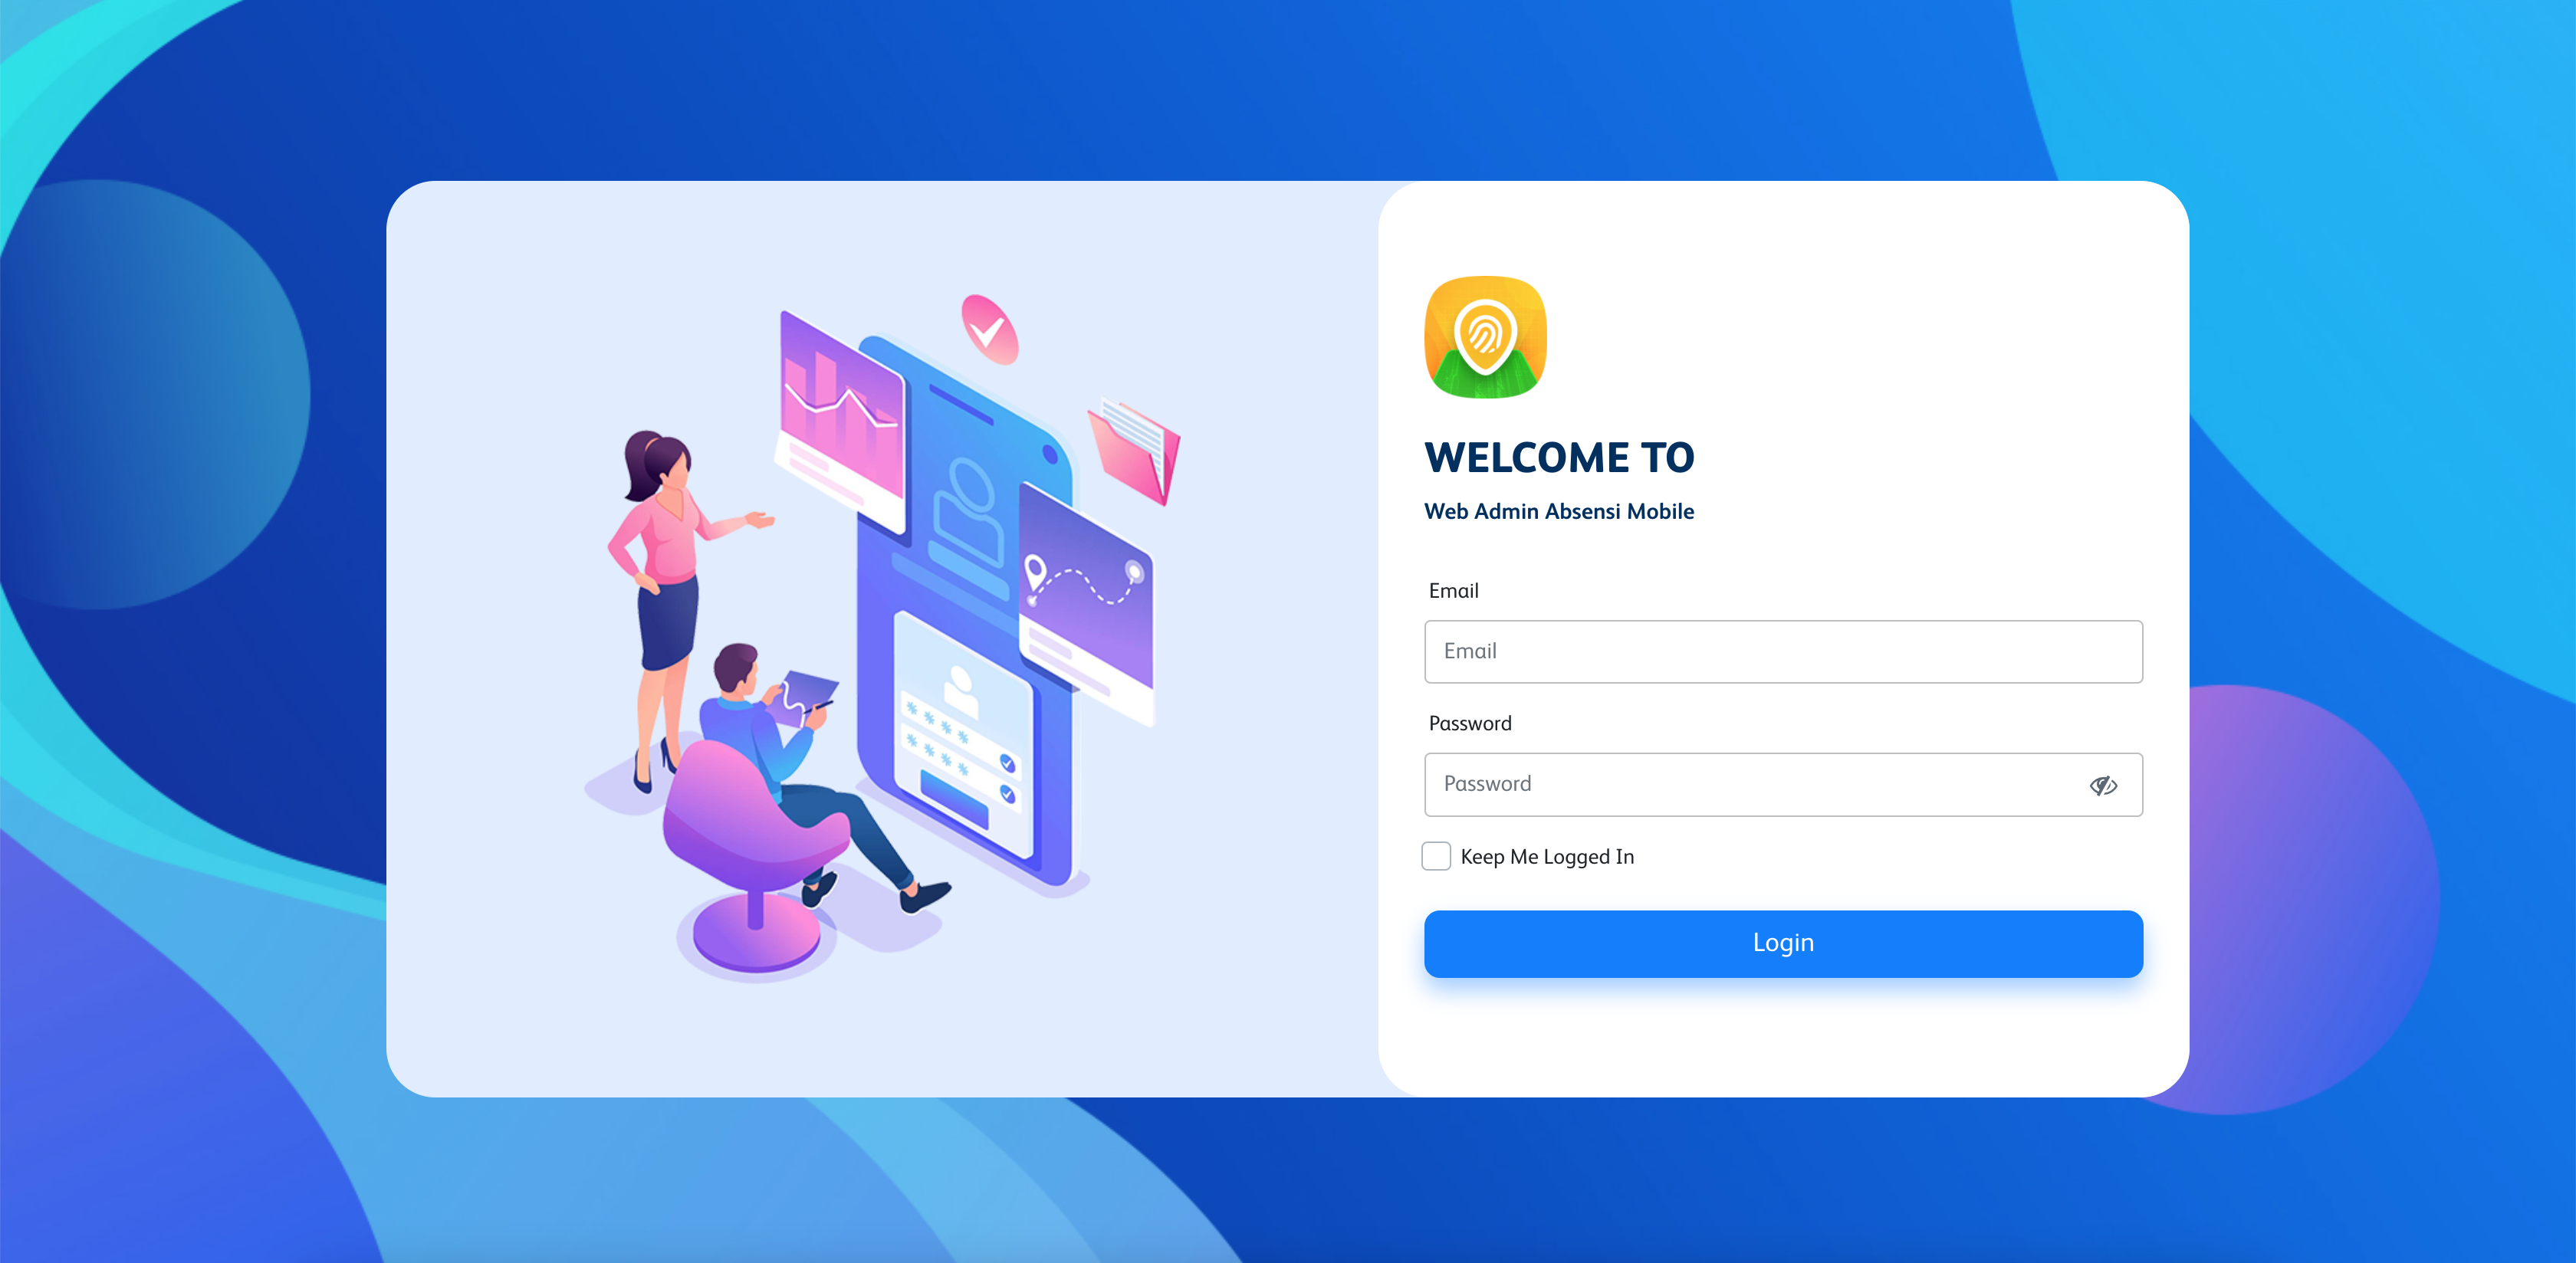 WELCOME TO
Web Admin Absensi Mobile
Email
Email
Password
Password
Keep Me Logged In
Login